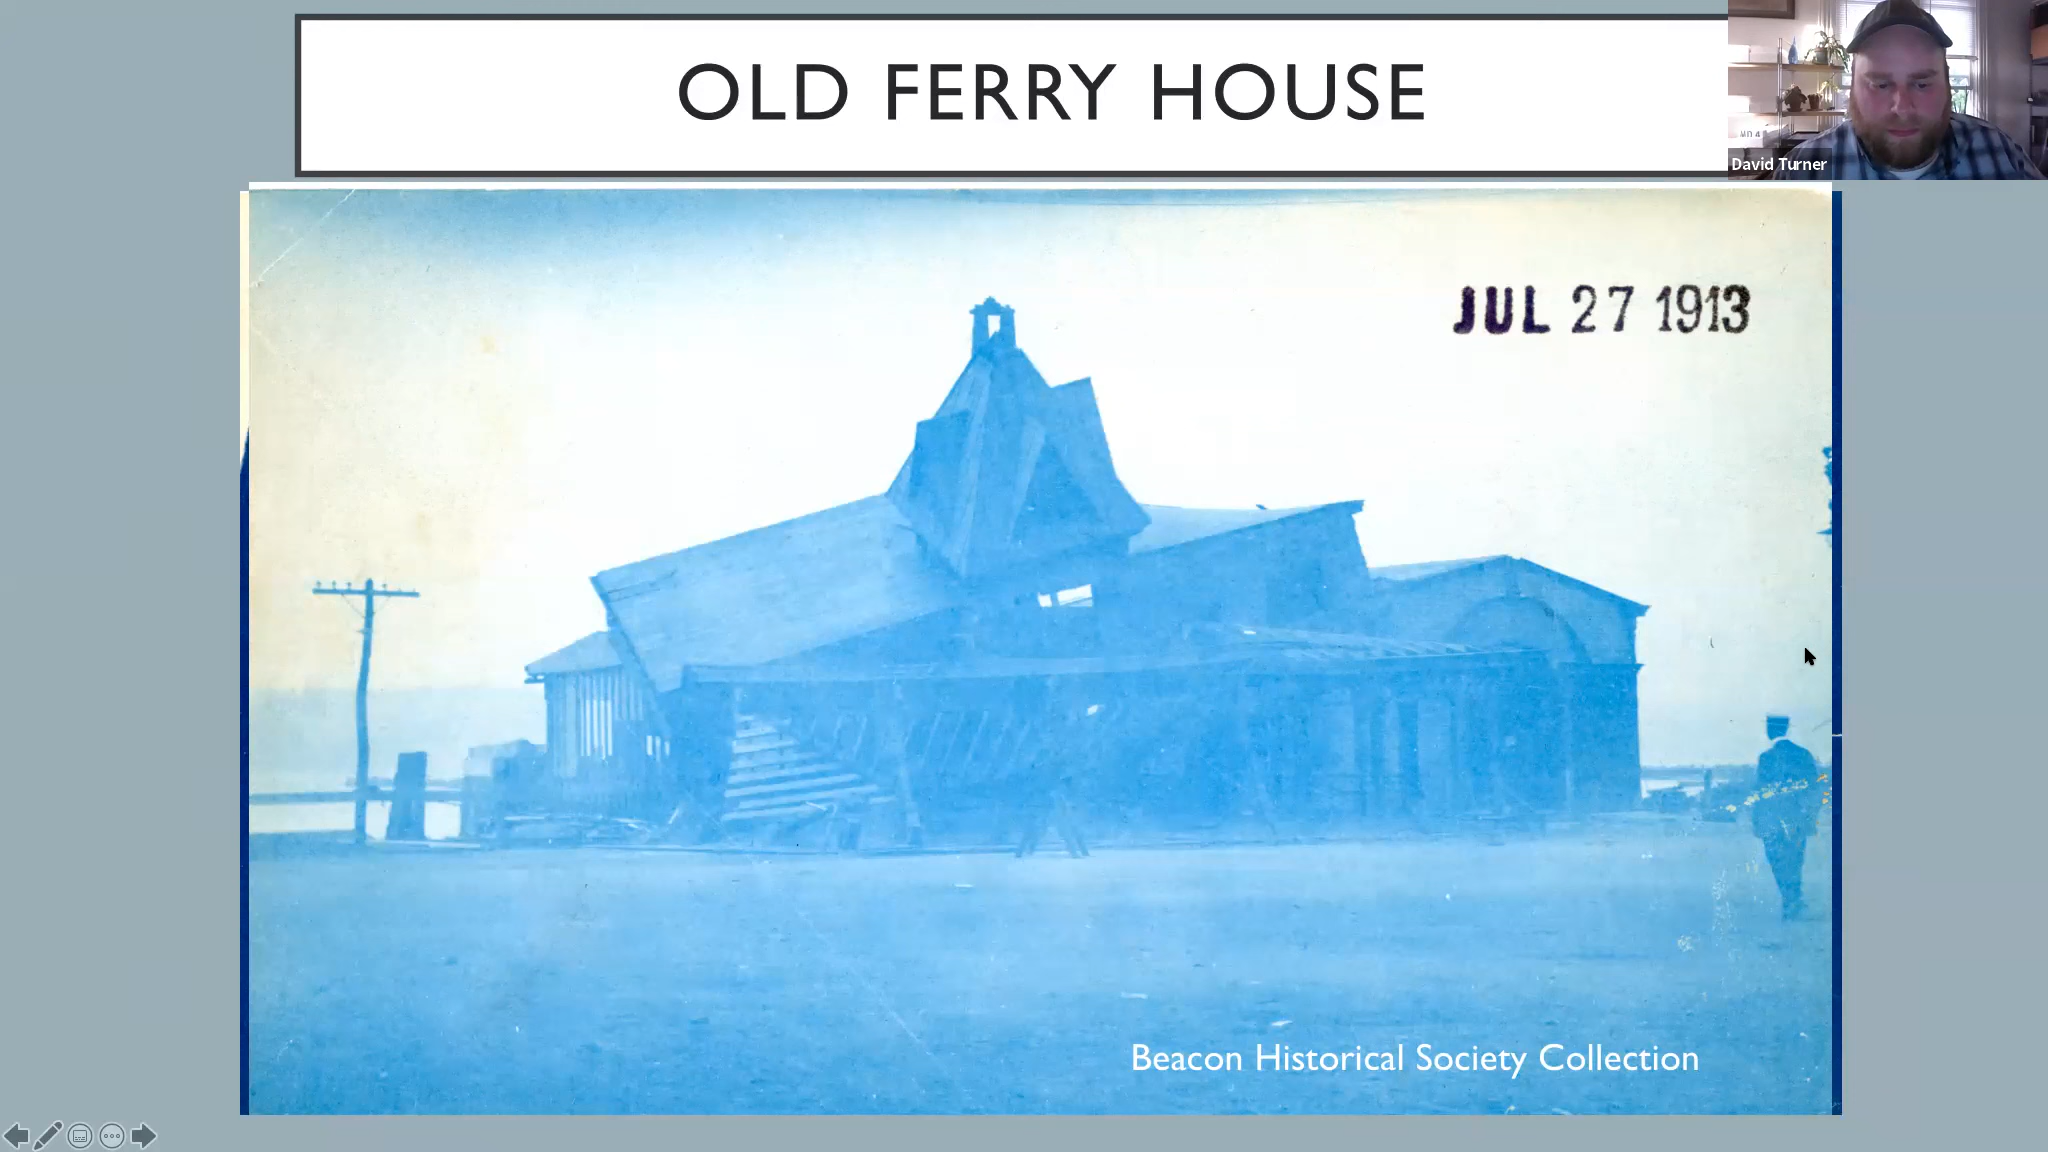 OLD FERRY HOUSE
David Turner
JUL 27 1913
Beacon Historical Society Collection